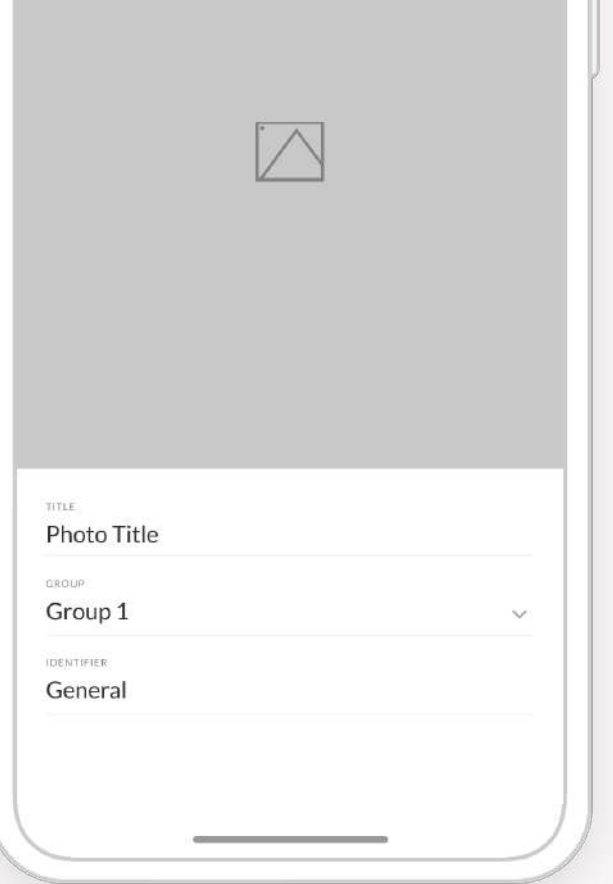 TITLE
Photo Title
GROUP
Group 1
IDENTIFIER
General